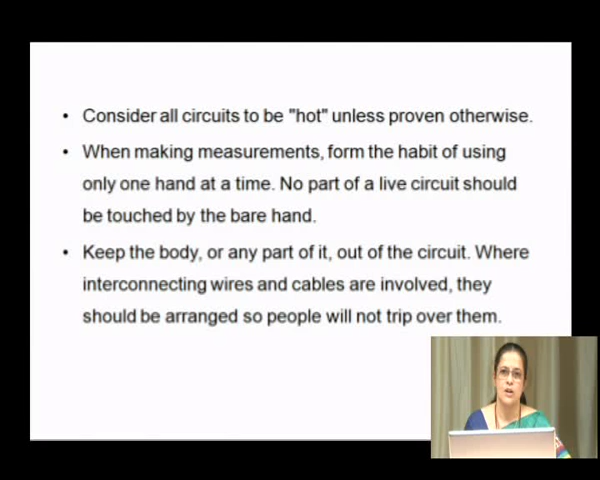 • Consider all circuits to be "hot" unless proven otherwise.
• When making measurements, form the habit of using
only one hand at a time. No part of a live circuit should
be touched by the bare hand.
• Keep the body, or any part of it, out of the circuit. Where
interconnecting wires and cables are involved, they
should be arranged so people will not trip over them.